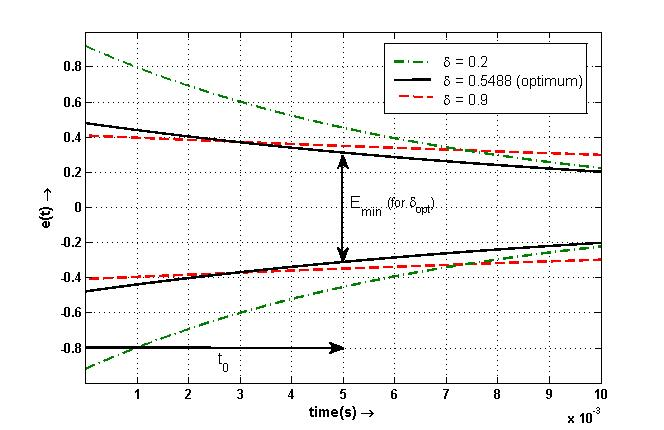 δ = 0.2
δ = 0.5488 (optimum)
δ = 0.9
0.8
0.6
0.4
0.2
0
-0.2
-0.4
-0.6
-0.8
e(t) →
E_min (for δ_opt)
t_0
1 2 3 4 5 6 7 8 9 10
time(s) →
x 10^-3